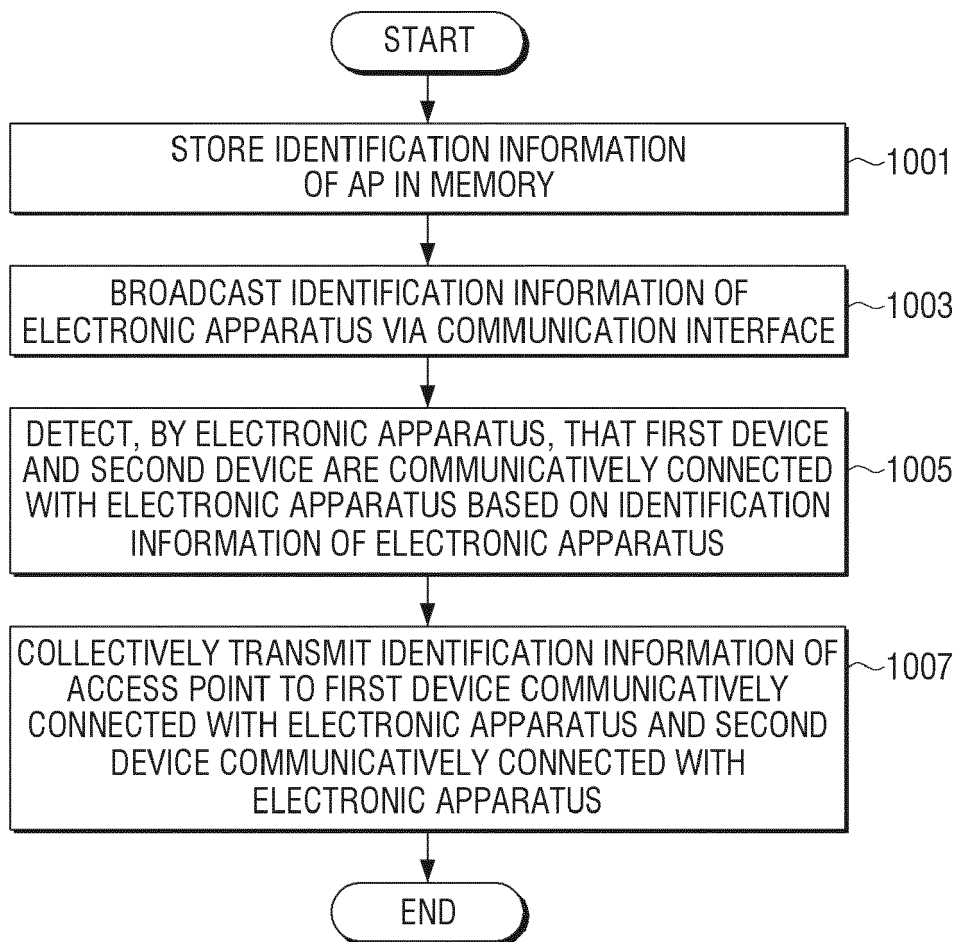 START
STORE IDENTIFICATION INFORMATION
OF AP IN MEMORY
1001
BROADCAST IDENTIFICATION INFORMATION OF
ELECTRONIC APPARATUS VIA COMMUNICATION INTERFACE
1003
DETECT, BY ELECTRONIC APPARATUS, THAT FIRST DEVICE
AND SECOND DEVICE ARE COMMUNICATIVELY CONNECTED
WITH ELECTRONIC APPARATUS BASED ON IDENTIFICATION
INFORMATION OF ELECTRONIC APPARATUS
1005
COLLECTIVELY TRANSMIT IDENTIFICATION INFORMATION OF
ACCESS POINT TO FIRST DEVICE COMMUNICATIVELY
CONNECTED WITH ELECTRONIC APPARATUS AND SECOND
DEVICE COMMUNICATIVELY CONNECTED WITH
ELECTRONIC APPARATUS
1007
END